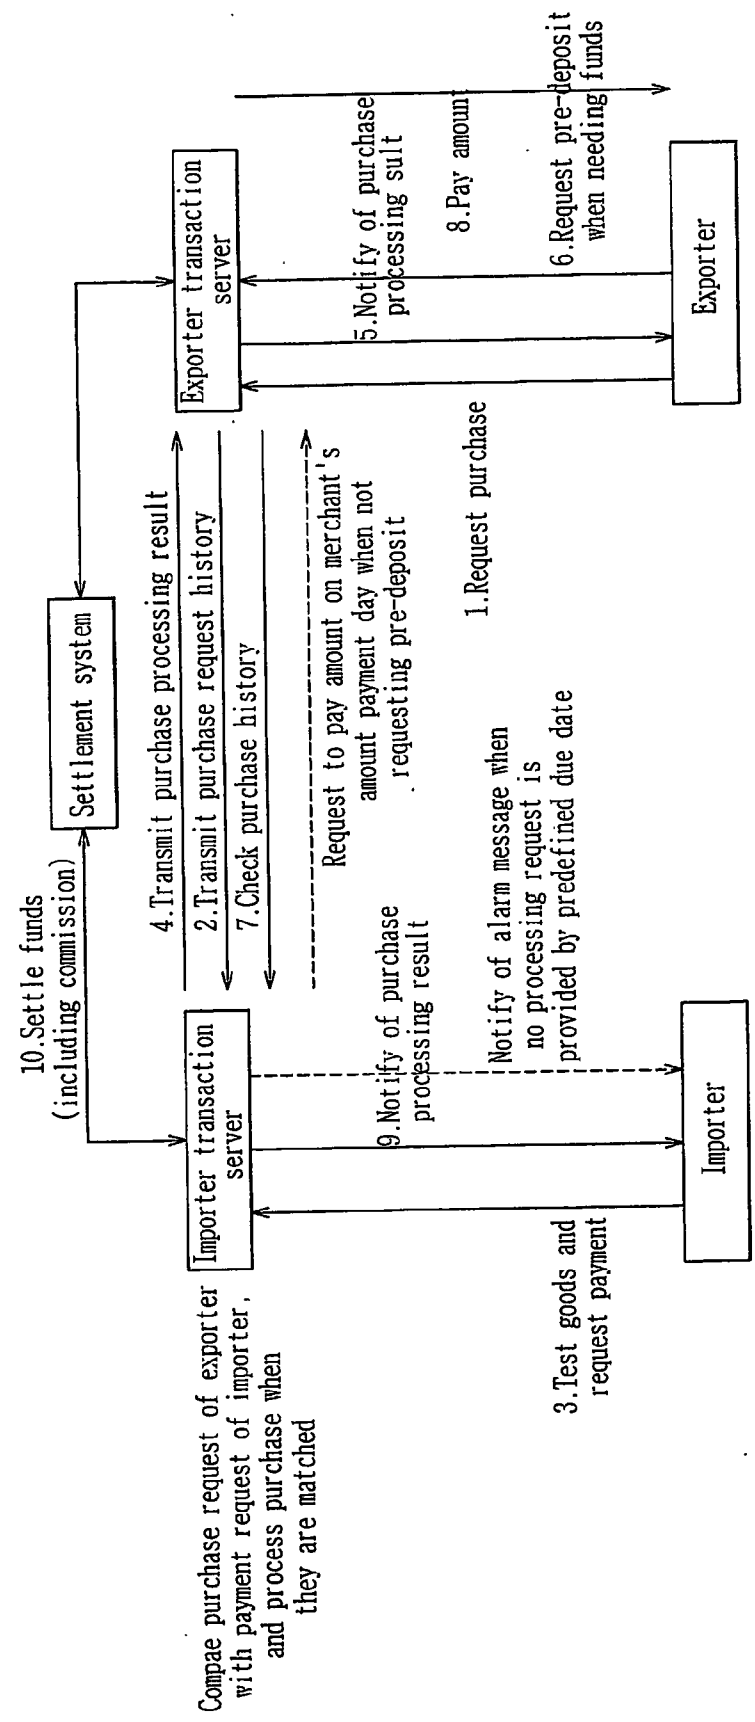 10.Settle funds
(including commission)
Settlement system
Compae purchase request of exporter
with payment request of importer,
and process purchase when
they are matched
Importer transaction
server
4.Transmit purchase processing result
2.Transmit purchase request history
7.Check purchase history
Request to pay amount on merchant's
amount payment day when not
requesting pre-deposit
Exporter transaction
server
9.Notify of purchase
processing result
5.Notify of purchase
processing sult
8.Pay amount
1.Request purchase
Notify of alarm message when
no processing request is
provided by predefined due date
3.Test goods and
request payment
6.Request pre-deposit
when needing funds
Importer
Exporter